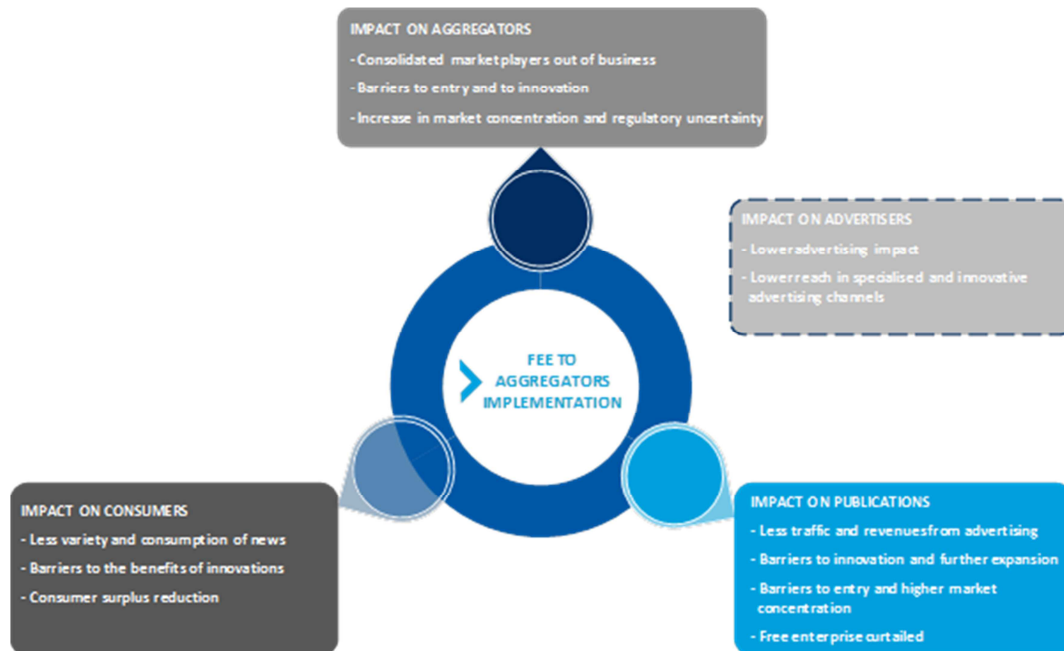 IMPACT ON AGGREGATORS
- Consolidated market players out of business
- Barriers to entry and to innovation
- Increase in market concentration and regulatory uncertainty
IMPACT ON ADVERTISERS
- Lower advertising impact
- Lower reach in specialised and innovative
advertising channels
FEE TO
AGGREGATORS
IMPLEMENTATION
IMPACT ON CONSUMERS
- Less variety and consumption of news
- Barriers to the benefits of innovations
- Consumer surplus reduction
IMPACT ON PUBLICATIONS
- Less traffic and revenues from advertising
- Barriers to innovation and further expansion
- Barriers to entry and higher market
concentration
- Free enterprise curtailed